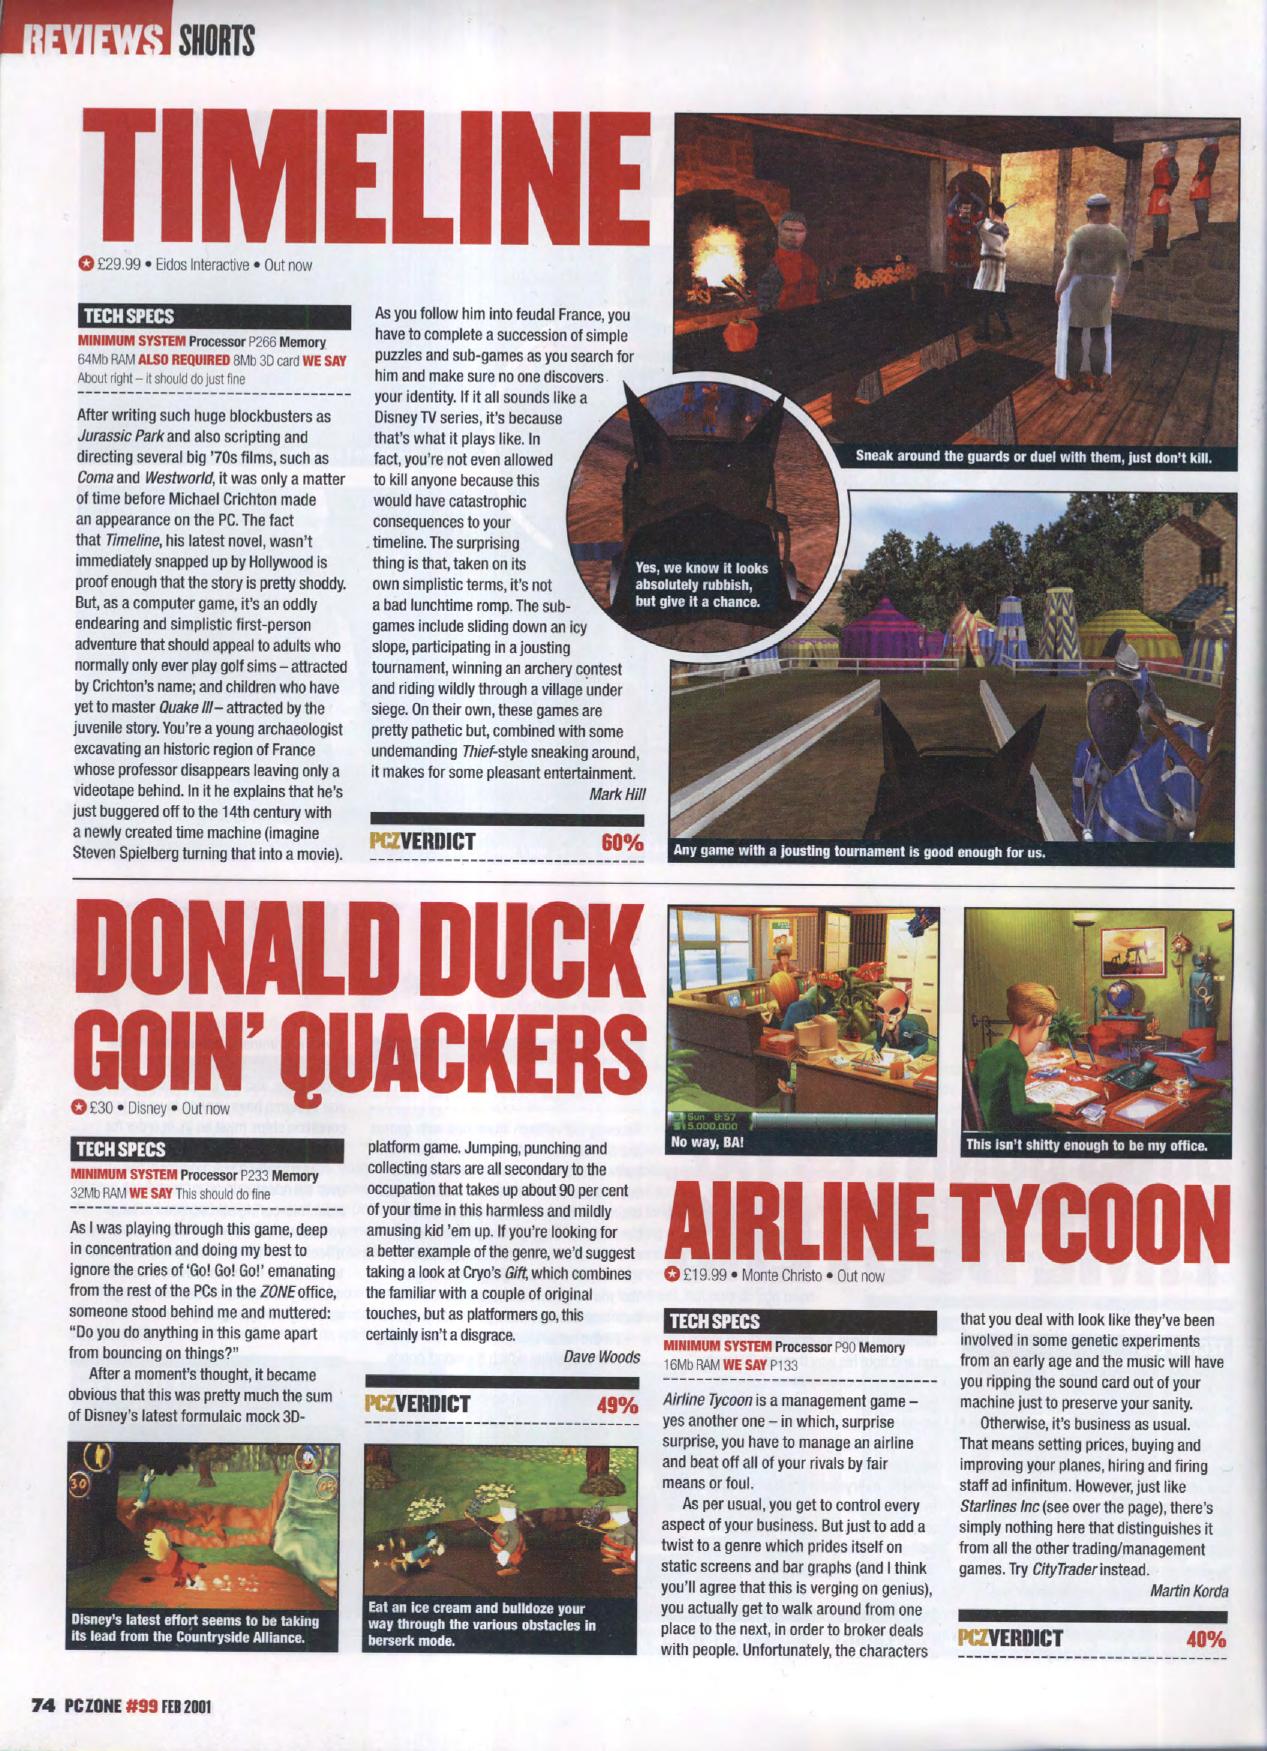 REVIEWS SHORTS
TIMELINE
£29.99 • Eidos Interactive • Out now
TECH SPECS
MINIMUM SYSTEM Processor P266 Memory
64Mb RAM ALSO REQUIRED 8Mb 3D card WE SAY
About right – it should do just fine
After writing such huge blockbusters as
Jurassic Park and also scripting and
directing several big '70s films, such as
Coma and Westworld, it was only a matter
of time before Michael Crichton made
an appearance on the PC. The fact
that Timeline, his latest novel, wasn't
immediately snapped up by Hollywood is
proof enough that the story is pretty shoddy.
But, as a computer game, it's an oddly
endearing and simplistic first-person
adventure that should appeal to adults who
normally only ever play golf sims – attracted
by Crichton's name; and children who have
yet to master Quake III – attracted by the
juvenile story. You're a young archaeologist
excavating an historic region of France
whose professor disappears leaving only a
videotape behind. In it he explains that he's
just buggered off to the 14th century with
a newly created time machine (imagine
Steven Spielberg turning that into a movie).
As you follow him into feudal France, you
have to complete a succession of simple
puzzles and sub-games as you search for
him and make sure no one discovers
your identity. If it all sounds like a
Disney TV series, it's because
that's what it plays like. In
fact, you're not even allowed
to kill anyone because this
would have catastrophic
consequences to your
timeline. The surprising
thing is that, taken on its
own simplistic terms, it's not
a bad lunchtime romp. The sub-
games include sliding down an icy
slope, participating in a jousting
tournament, winning an archery contest
and riding wildly through a village under
siege. On their own, these games are
pretty pathetic but, combined with some
undemanding Thief-style sneaking around,
it makes for some pleasant entertainment.
Mark Hill
PCZVERDICT 60%
Sneak around the guards or duel with them, just don't kill.
Yes, we know it looks
absolutely rubbish,
but give it a chance.
Any game with a jousting tournament is good enough for us.
DONALD DUCK
GOIN' QUACKERS
£30 • Disney • Out now
TECH SPECS
MINIMUM SYSTEM Processor P233 Memory
32Mb RAM WE SAY This should do fine
As I was playing through this game, deep
in concentration and doing my best to
ignore the cries of 'Go! Go! Go!' emanating
from the rest of the PCs in the ZONE office,
someone stood behind me and muttered:
"Do you do anything in this game apart
from bouncing on things?"
After a moment's thought, it became
obvious that this was pretty much the sum
of Disney's latest formulaic mock 3D-
platform game. Jumping, punching and
collecting stars are all secondary to the
occupation that takes up about 90 per cent
of your time in this harmless and mildly
amusing kid 'em up. If you're looking for
a better example of the genre, we'd suggest
taking a look at Cryo's Gift, which combines
the familiar with a couple of original
touches, but as platformers go, this
certainly isn't a disgrace.
Dave Woods
PCZVERDICT 49%
30
Disney's latest effort seems to be taking
its lead from the Countryside Alliance.
Eat an ice cream and bulldoze your
way through the various obstacles in
berserk mode.
Sun 9:57
$15,000,000
No way, BA!
This isn't shitty enough to be my office.
AIRLINE TYCOON
£19.99 • Monte Christo • Out now
TECH SPECS
MINIMUM SYSTEM Processor P90 Memory
16Mb RAM WE SAY P133
Airline Tycoon is a management game –
yes another one – in which, surprise
surprise, you have to manage an airline
and beat off all of your rivals by fair
means or foul.
As per usual, you get to control every
aspect of your business. But just to add a
twist to a genre which prides itself on
static screens and bar graphs (and I think
you'll agree that this is verging on genius),
you actually get to walk around from one
place to the next, in order to broker deals
with people. Unfortunately, the characters
that you deal with look like they've been
involved in some genetic experiments
from an early age and the music will have
you ripping the sound card out of your
machine just to preserve your sanity.
Otherwise, it's business as usual.
That means setting prices, buying and
improving your planes, hiring and firing
staff ad infinitum. However, just like
Starlines Inc (see over the page), there's
simply nothing here that distinguishes it
from all the other trading/management
games. Try CityTrader instead.
Martin Korda
PCZVERDICT 40%
74 PCZONE #99 FEB 2001